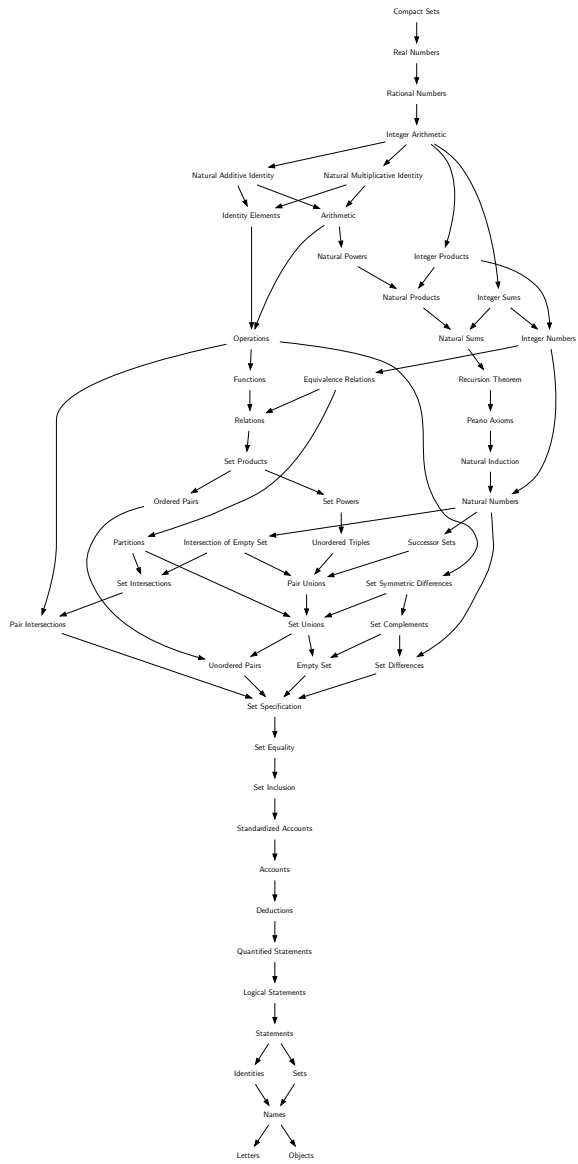 Compact Sets
Real Numbers
Rational Numbers
Integer Arithmetic
Natural Additive Identity
Natural Multiplicative Identity
Identity Elements
Arithmetic
Natural Powers
Integer Products
Natural Products
Integer Sums
Operations
Natural Sums
Integer Numbers
Functions
Equivalence Relations
Recursion Theorem
Relations
Peano Axioms
Set Products
Natural Induction
Ordered Pairs
Set Powers
Natural Numbers
Partitions
Intersection of Empty Set
Unordered Triples
Successor Sets
Set Intersections
Pair Unions
Set Symmetric Differences
Pair Intersections
Set Unions
Set Complements
Unordered Pairs
Empty Set
Set Differences
Set Specification
Set Equality
Set Inclusion
Standardized Accounts
Accounts
Deductions
Quantified Statements
Logical Statements
Statements
Identities
Sets
Names
Letters
Objects